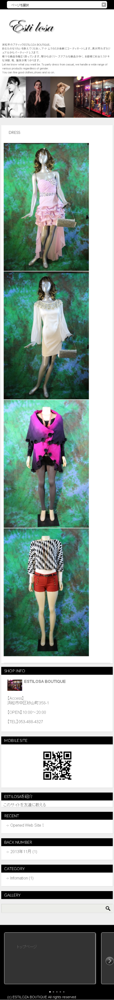 ページを選択
Esti losa
浜松市のブティックESTILOZA BOUTIQUE。
あなたのなりたいを教えてください。アイ・ムラカミが素敵にコーディネートします。男女問わずカジ
ュアルからパーティードレスまで、
様々な商品を幅広く扱っています。駅から近くリーズナブルな商品が多く、お客様に似合うステキ
な洋服、靴、雑貨が見つかります。
Let me know what you want be. To party dress from casual, we handle a wide range of
various products regardless of gender.
You can fine good clothes,shoes and so on.
DRESS
SHOP INFO
ESTILOSA BOUTIQUE
【Access】
浜松市中区砂山町358-1
【OPEN】10:00～20:00
【TEL】053-488-4327
MOBILE SITE
ESTILOSAを紹介
このサイトを友達に教える
RECENT
Opened Web Site！
BACK NUMBER
2013年11月 (1)
CATEGORY
Infomation (1)
GALLERY
トップページ
(c) ESTILOZA BOUTIQUE All rights reserved